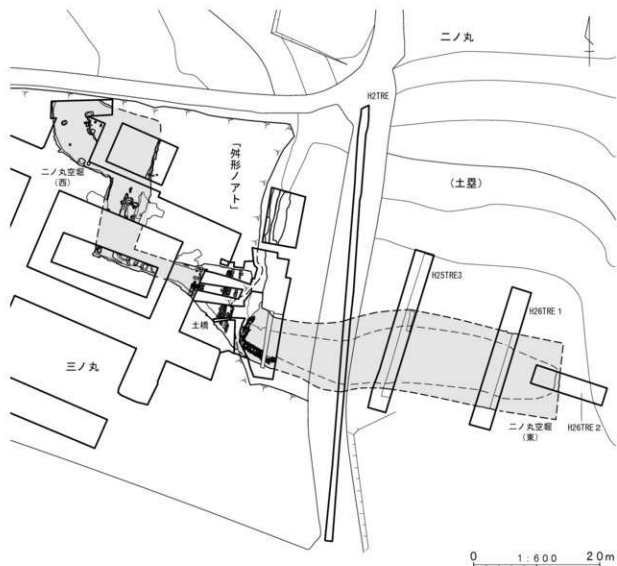 二ノ丸
H2TRE
二ノ丸空堀
(西)
「舛形ノアト」
(土塁)
H25TRE3
H26TRE 1
土橋
三ノ丸
二ノ丸空堀
(東)
H26TRE 2
0 1:600 20m